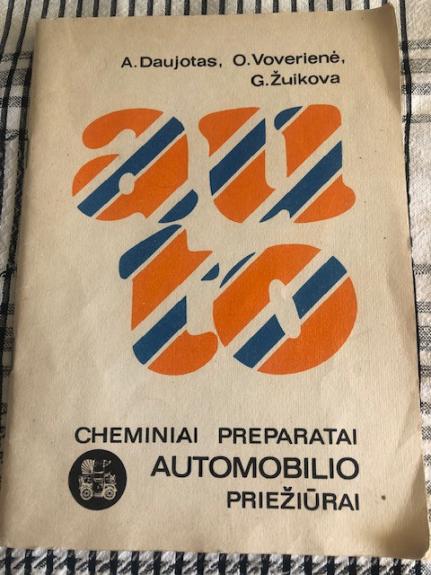 A. Daujotas, O. Voverienė,
G. Žuikova
au
to
CHEMINIAI PREPARATAI
AUTOMOBILIO
PRIEŽIŪRAI